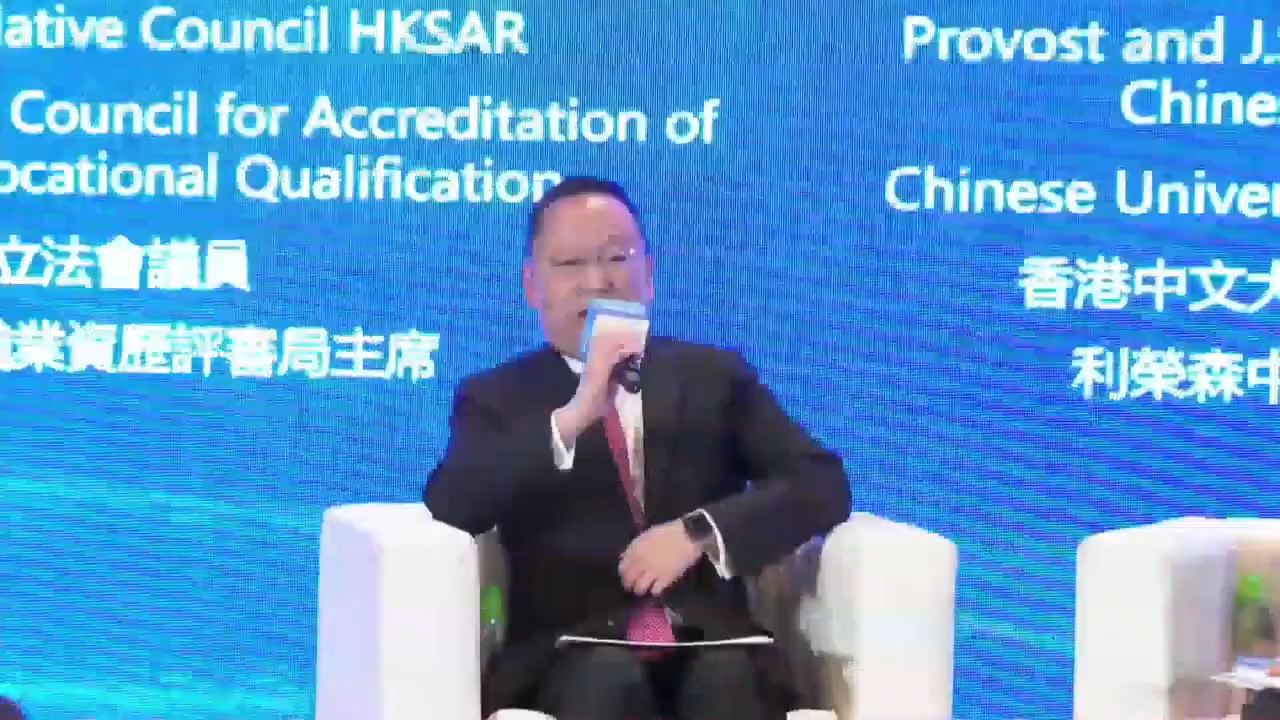 lative Council HKSAR
Council for Accreditation of
ocational Qualification
立法會議員
業資歷評審局主席
Provost and J.
Chine
Chinese Univer
香港中文大
利榮森中